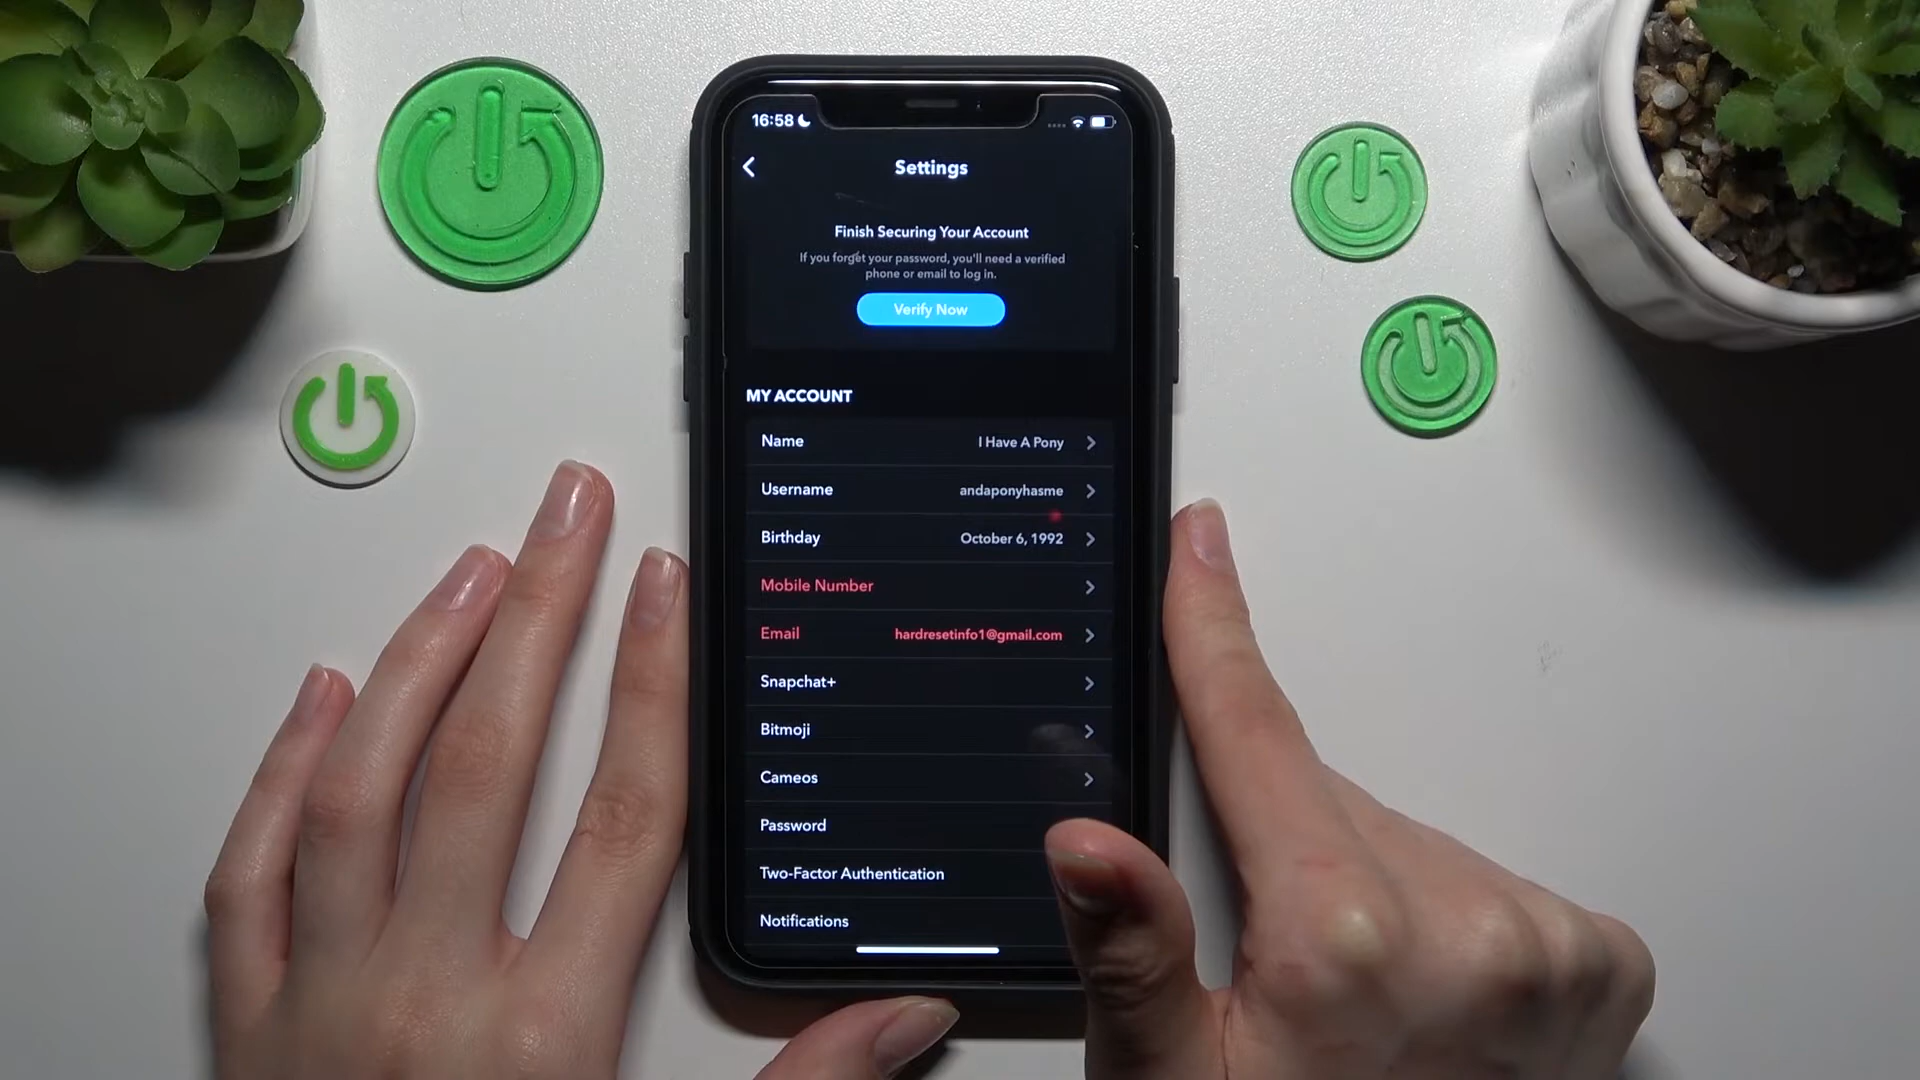 16:58
Settings
Finish Securing Your Account
If you forget your password, you'll need a verified
phone or email to log in.
Verify Now
MY ACCOUNT
Name I Have A Pony
Username andaponyhasme
Birthday October 6, 1992
Mobile Number
Email hardresetinfo1@gmail.com
Snapchat+
Bitmoji
Cameos
Password
Two-Factor Authentication
Notifications